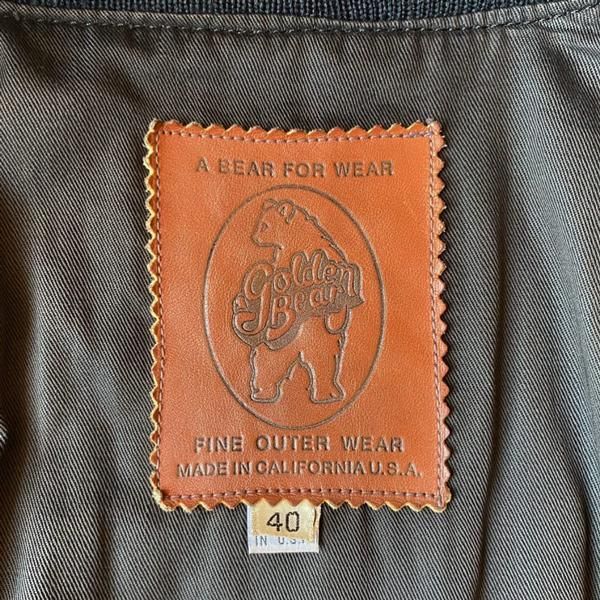 A BEAR FOR WEAR
Golden
Bear
FINE OUTER WEAR
MADE IN CALIFORNIA U.S.A.
40
IN U.S.